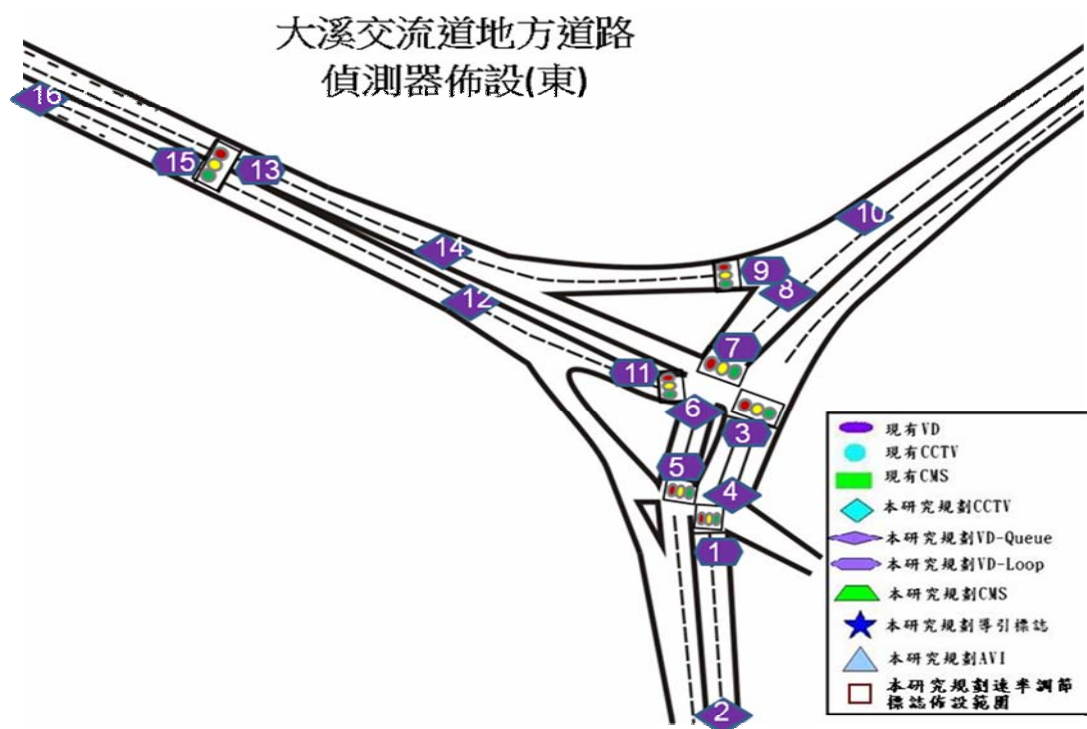 大溪交流道地方道路
偵測器佈設(東)
16
15
13
14
12
10
9
8
7
11
6
3
5
4
1
2
現有VD
現有CCTV
現有CMS
本研究規劃CCTV
本研究規劃VD-Queue
本研究規劃VD-Loop
本研究規劃CMS
本研究規劃導引標誌
本研究規劃AVI
本研究規劃速率調節
標誌佈設範圍